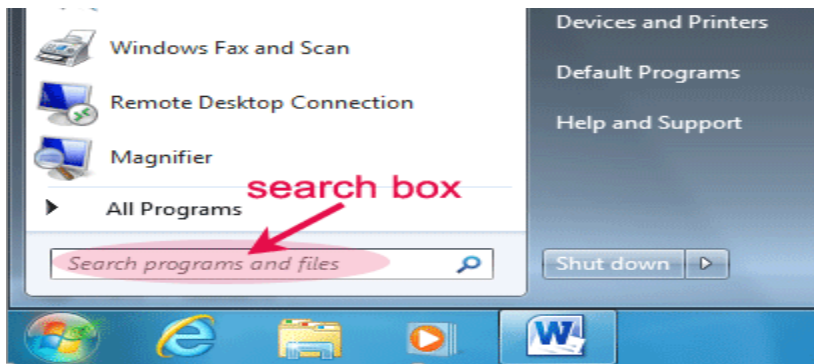 Windows Fax and Scan
Remote Desktop Connection
Magnifier
search box
All Programs
Search programs and files
Devices and Printers
Default Programs
Help and Support
Shut down
W